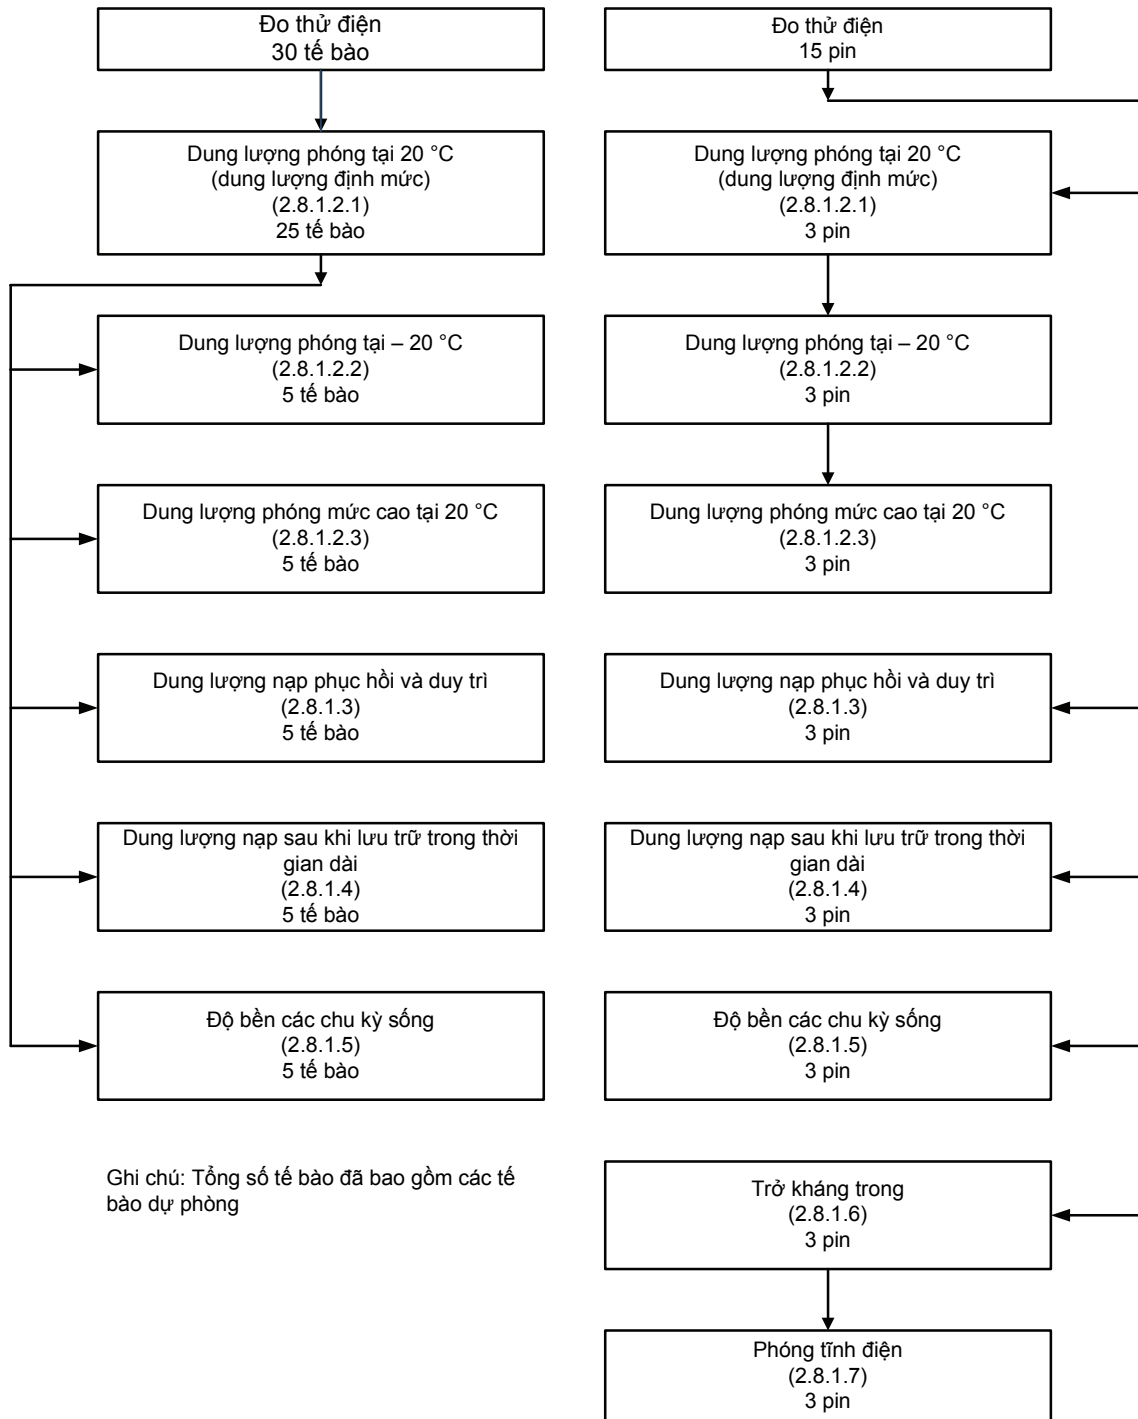 Đo thử điện
30 tế bào
Dung lượng phóng tại 20 °C
(dung lượng định mức)
(2.8.1.2.1)
25 tế bào
Dung lượng phóng tại – 20 °C
(2.8.1.2.2)
5 tế bào
Dung lượng phóng mức cao tại 20 °C
(2.8.1.2.3)
5 tế bào
Dung lượng nạp phục hồi và duy trì
(2.8.1.3)
5 tế bào
Dung lượng nạp sau khi lưu trữ trong thời
gian dài
(2.8.1.4)
5 tế bào
Độ bền các chu kỳ sống
(2.8.1.5)
5 tế bào
Ghi chú: Tổng số tế bào đã bao gồm các tế
bào dự phòng
Đo thử điện
15 pin
Dung lượng phóng tại 20 °C
(dung lượng định mức)
(2.8.1.2.1)
3 pin
Dung lượng phóng tại – 20 °C
(2.8.1.2.2)
3 pin
Dung lượng phóng mức cao tại 20 °C
(2.8.1.2.3)
3 pin
Dung lượng nạp phục hồi và duy trì
(2.8.1.3)
3 pin
Dung lượng nạp sau khi lưu trữ trong thời
gian dài
(2.8.1.4)
3 pin
Độ bền các chu kỳ sống
(2.8.1.5)
3 pin
Trở kháng trong
(2.8.1.6)
3 pin
Phóng tĩnh điện
(2.8.1.7)
3 pin